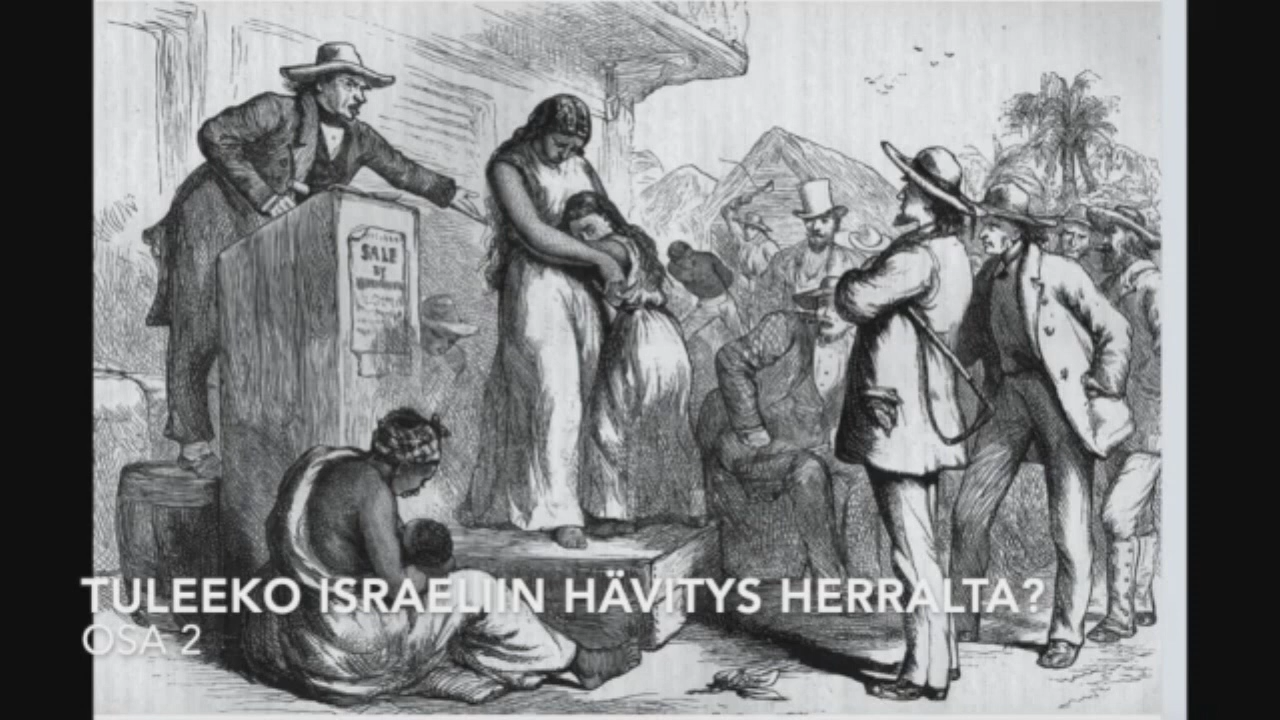 SALE
BY
TULEEKO ISRAELIIN HÄVITYS HERRALTA?
OSA 2